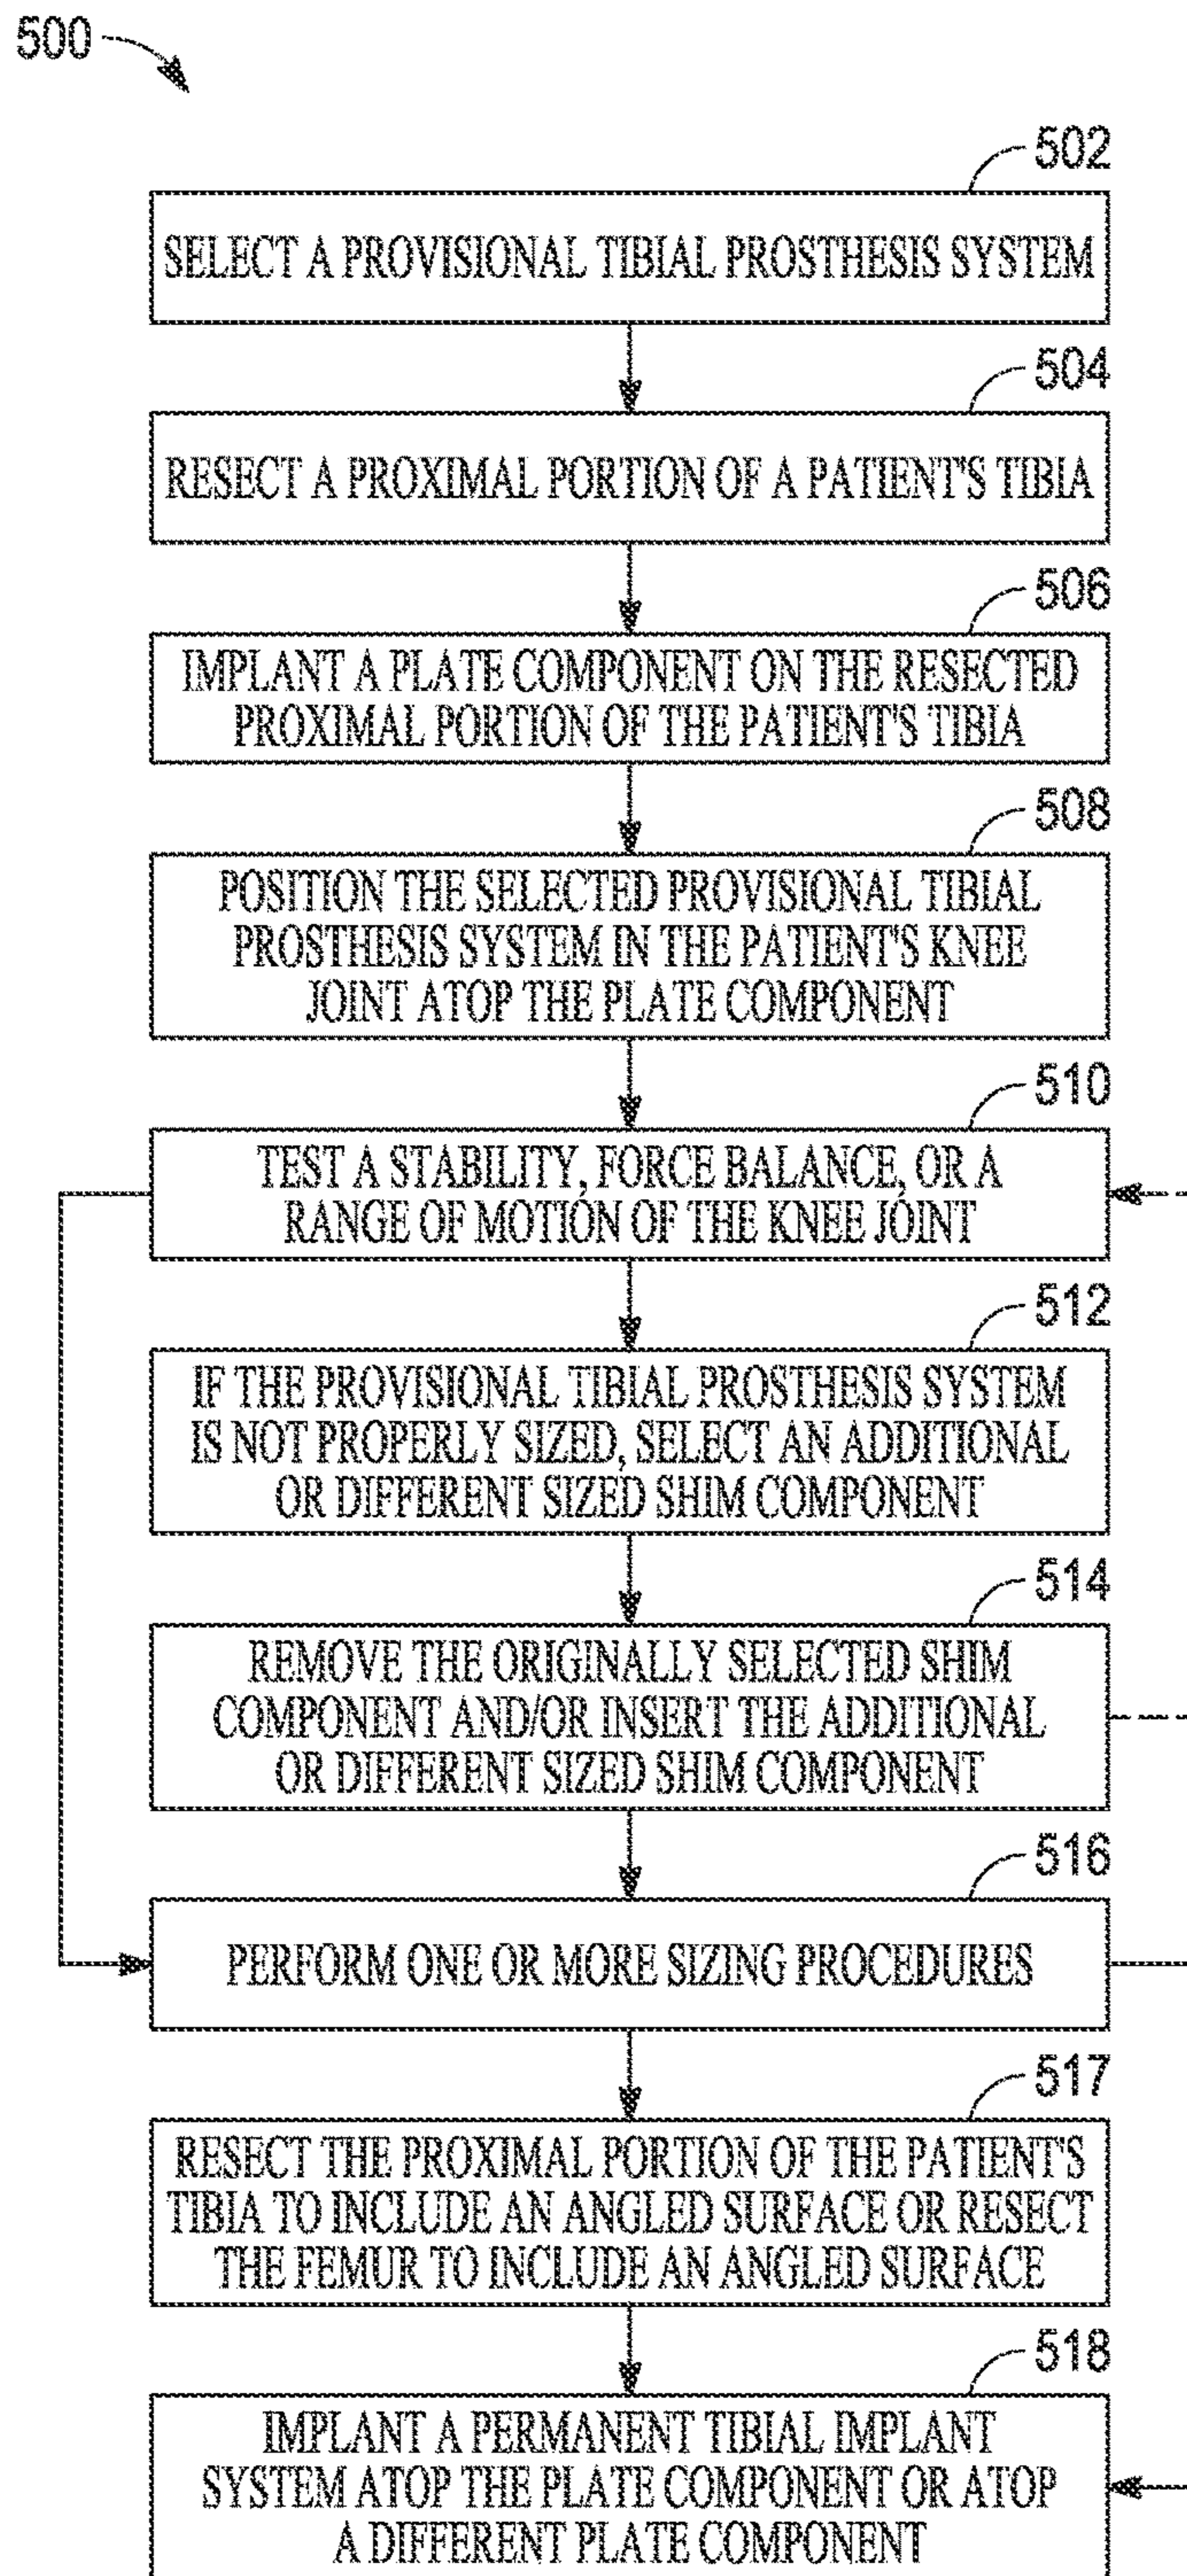 500
502
SELECT A PROVISIONAL TIBIAL PROSTHESIS SYSTEM
504
RESECT A PROXIMAL PORTION OF A PATIENT'S TIBIA
506
IMPLANT A PLATE COMPONENT ON THE RESECTED
PROXIMAL PORTION OF THE PATIENT'S TIBIA
508
POSITION THE SELECTED PROVISIONAL TIBIAL
PROSTHESIS SYSTEM IN THE PATIENT'S KNEE
JOINT ATOP THE PLATE COMPONENT
510
TEST A STABILITY, FORCE BALANCE, OR A
RANGE OF MOTION OF THE KNEE JOINT
512
IF THE PROVISIONAL TIBIAL PROSTHESIS SYSTEM
IS NOT PROPERLY SIZED, SELECT AN ADDITIONAL
OR DIFFERENT SIZED SHIM COMPONENT
514
REMOVE THE ORIGINALLY SELECTED SHIM
COMPONENT AND/OR INSERT THE ADDITIONAL
OR DIFFERENT SIZED SHIM COMPONENT
516
PERFORM ONE OR MORE SIZING PROCEDURES
517
RESECT THE PROXIMAL PORTION OF THE PATIENT'S
TIBIA TO INCLUDE AN ANGLED SURFACE OR RESECT
THE FEMUR TO INCLUDE AN ANGLED SURFACE
518
IMPLANT A PERMANENT TIBIAL IMPLANT
SYSTEM ATOP THE PLATE COMPONENT OR ATOP
A DIFFERENT PLATE COMPONENT